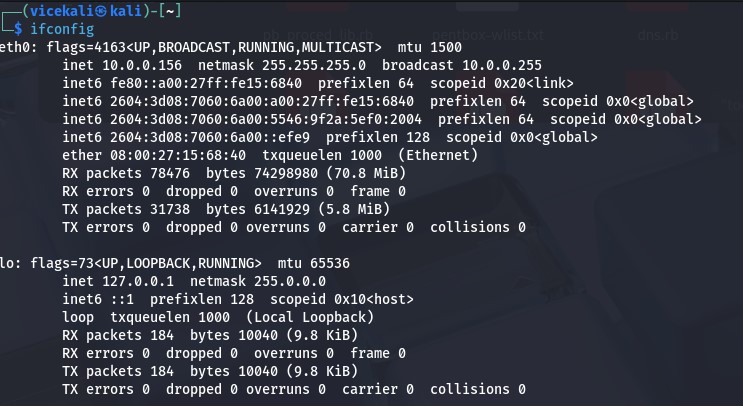 (vicekali㉿kali)-[~]
$ ifconfig
pb_proced_lib.rb pentbox-wlist.txt dns.rb
eth0: flags=4163<UP,BROADCAST,RUNNING,MULTICAST>  mtu 1500
inet 10.0.0.156  netmask 255.255.255.0  broadcast 10.0.0.255
inet6 fe80::a00:27ff:fe15:6840  prefixlen 64  scopeid 0x20<link>
inet6 2604:3d08:7060:6a00:a00:27ff:fe15:6840  prefixlen 64  scopeid 0x0<global>
inet6 2604:3d08:7060:6a00:5546:9f2a:5ef0:2004  prefixlen 64  scopeid 0x0<global>
inet6 2604:3d08:7060:6a00::efe9  prefixlen 128  scopeid 0x0<global>
ether 08:00:27:15:68:40  txqueuelen 1000  (Ethernet)
RX packets 78476  bytes 74298980 (70.8 MiB)
RX errors 0  dropped 0  overruns 0  frame 0
TX packets 31738  bytes 6141929 (5.8 MiB)
TX errors 0  dropped 0 overruns 0  carrier 0  collisions 0
lo: flags=73<UP,LOOPBACK,RUNNING>  mtu 65536
inet 127.0.0.1  netmask 255.0.0.0
inet6 ::1  prefixlen 128  scopeid 0x10<host>
loop  txqueuelen 1000  (Local Loopback)
RX packets 184  bytes 10040 (9.8 KiB)
RX errors 0  dropped 0  overruns 0  frame 0
TX packets 184  bytes 10040 (9.8 KiB)
TX errors 0  dropped 0 overruns 0  carrier 0  collisions 0